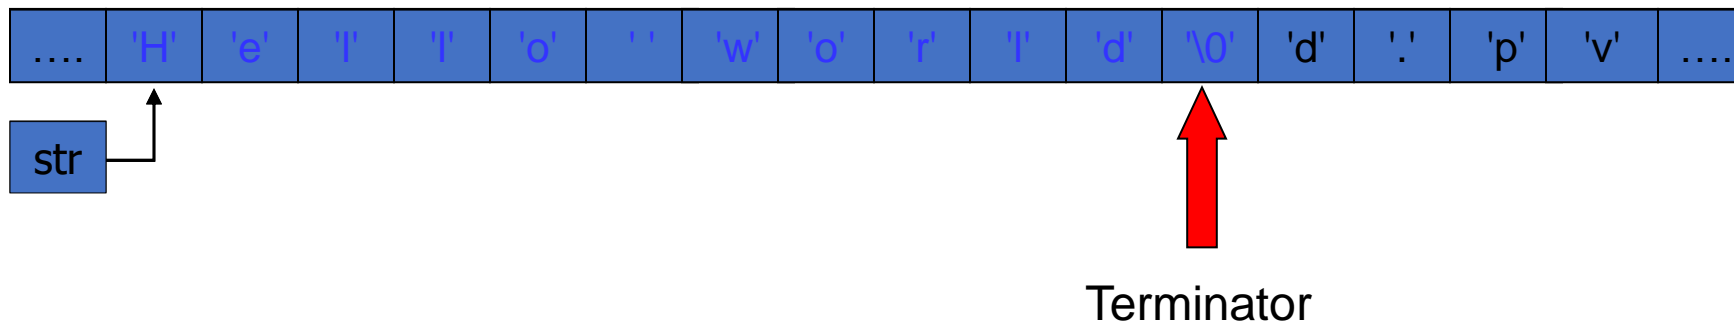 .... 'H' 'e' 'l' 'l' 'o' ' ' 'w' 'o' 'r' 'l' 'd' '\0' 'd' '.' 'p' 'v' ....
str
Terminator